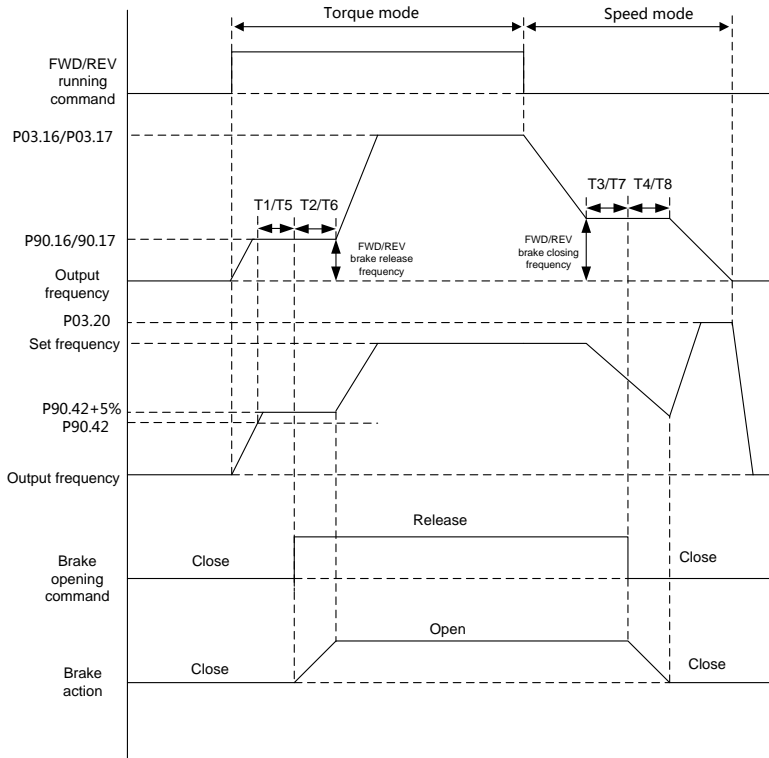 Torque mode
Speed mode
FWD/REV
running
command
P03.16/P03.17
T1/T5
T2/T6
T3/T7
T4/T8
P90.16/90.17
FWD/REV
brake release
frequency
FWD/REV
brake closing
frequency
Output
frequency
P03.20
Set frequency
P90.42+5%
P90.42
Output frequency
Release
Close
Close
Brake
opening
command
Open
Close
Close
Brake
action